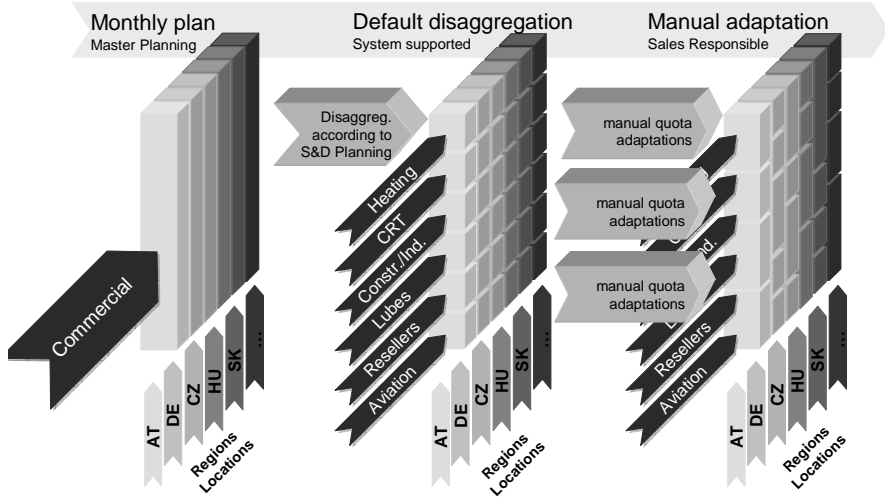 Monthly plan
Master Planning
Default disaggregation
System supported
Manual adaptation
Sales Responsible
Disaggreg.
according to
S&D Planning
manual quota
adaptations
manual quota
adaptations
manual quota
adaptations
Commercial
Heating
CRT
Constr./Ind.
Lubes
Resellers
Aviation
nd.
Resellers
Aviation
AT
DE
CZ
HU
SK
...
Regions
Locations
AT
DE
CZ
HU
SK
...
Regions
Locations
AT
DE
CZ
HU
SK
...
Regions
Locations